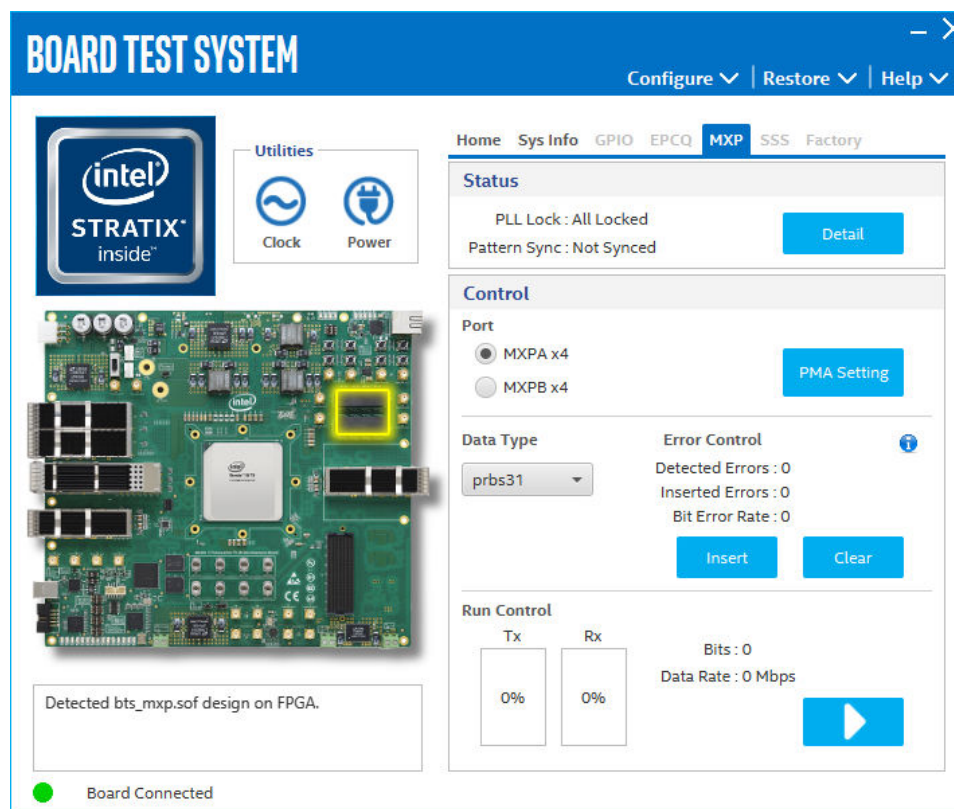 BOARD TEST SYSTEM
Configure
Restore
Help
intel
STRATIX
inside™
Utilities
Clock
Power
Home Sys Info GPIO EPCQ MXP SSS Factory
Status
PLL Lock : All Locked
Pattern Sync : Not Synced
Detail
Control
Port
MXPA x4
MXPB x4
PMA Setting
Data Type
prbs31
Error Control
Detected Errors : 0
Inserted Errors : 0
Bit Error Rate : 0
Insert
Clear
Run Control
Tx
Rx
0%
0%
Bits : 0
Data Rate : 0 Mbps
intel
CE
Detected bts_mxp.sof design on FPGA.
Board Connected